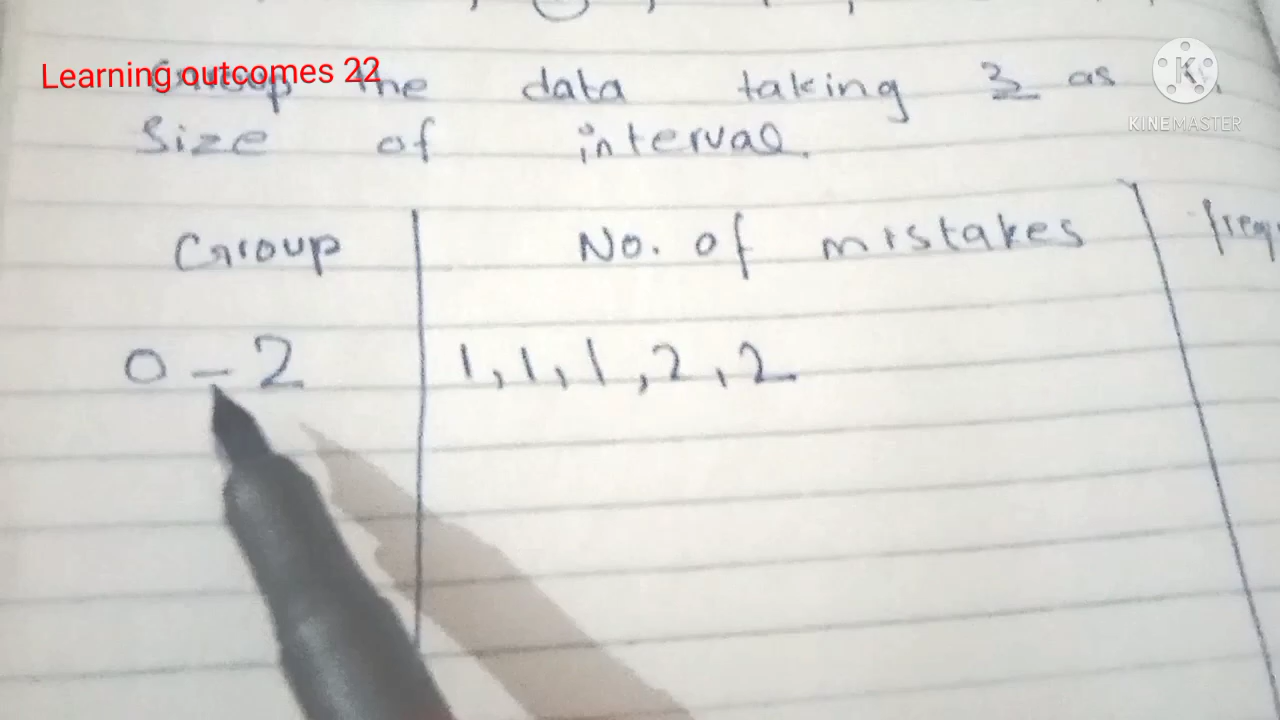 Learning outcomes 22
Group the data taking 3 as
Size of interval.
KINEMASTER
Group No. of mistakes
0-2 1,1,1,2,2